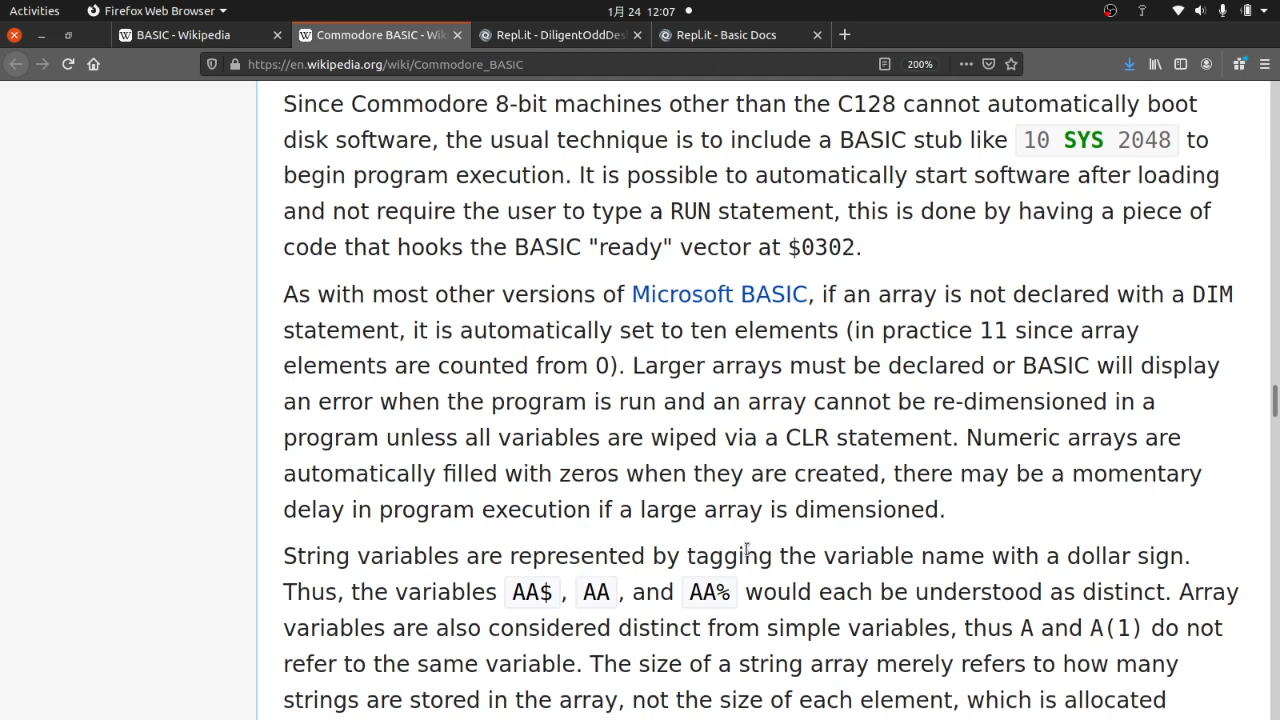 Activities Firefox Web Browser 1月 24 12:07
BASIC - Wikipedia Commodore BASIC - Wik Repl.it - DiligentOddDes Repl.it - Basic Docs
https://en.wikipedia.org/wiki/Commodore_BASIC 200%
Since Commodore 8-bit machines other than the C128 cannot automatically boot
disk software, the usual technique is to include a BASIC stub like 10 SYS 2048 to
begin program execution. It is possible to automatically start software after loading
and not require the user to type a RUN statement, this is done by having a piece of
code that hooks the BASIC "ready" vector at $0302.
As with most other versions of Microsoft BASIC, if an array is not declared with a DIM
statement, it is automatically set to ten elements (in practice 11 since array
elements are counted from 0). Larger arrays must be declared or BASIC will display
an error when the program is run and an array cannot be re-dimensioned in a
program unless all variables are wiped via a CLR statement. Numeric arrays are
automatically filled with zeros when they are created, there may be a momentary
delay in program execution if a large array is dimensioned.
String variables are represented by tagging the variable name with a dollar sign.
Thus, the variables AA$, AA, and AA% would each be understood as distinct. Array
variables are also considered distinct from simple variables, thus A and A(1) do not
refer to the same variable. The size of a string array merely refers to how many
strings are stored in the array, not the size of each element, which is allocated